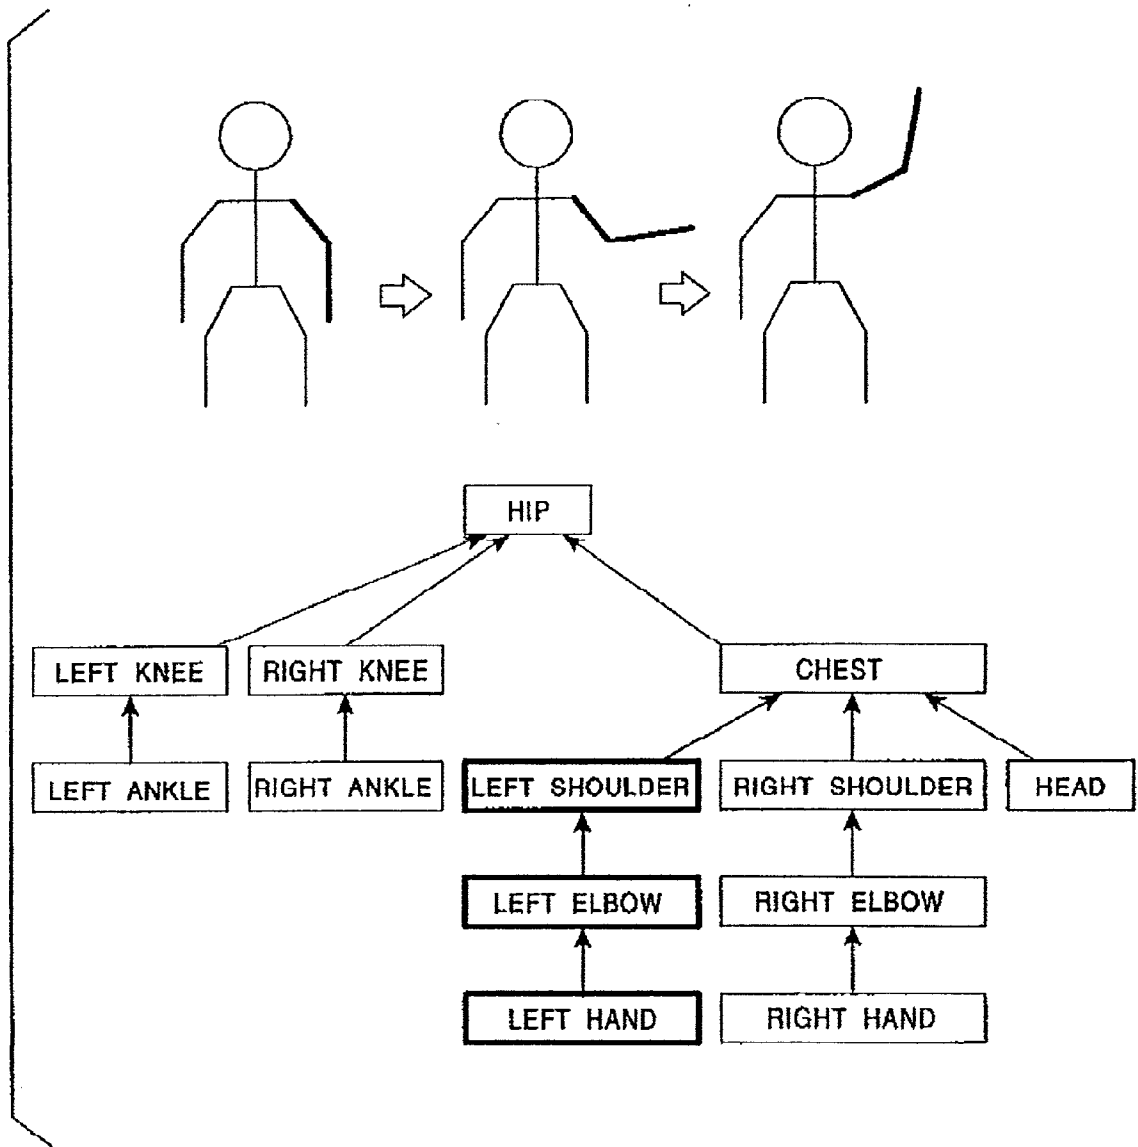 HIP
LEFT KNEE
RIGHT KNEE
CHEST
LEFT ANKLE
RIGHT ANKLE
LEFT SHOULDER
RIGHT SHOULDER
HEAD
LEFT ELBOW
RIGHT ELBOW
LEFT HAND
RIGHT HAND